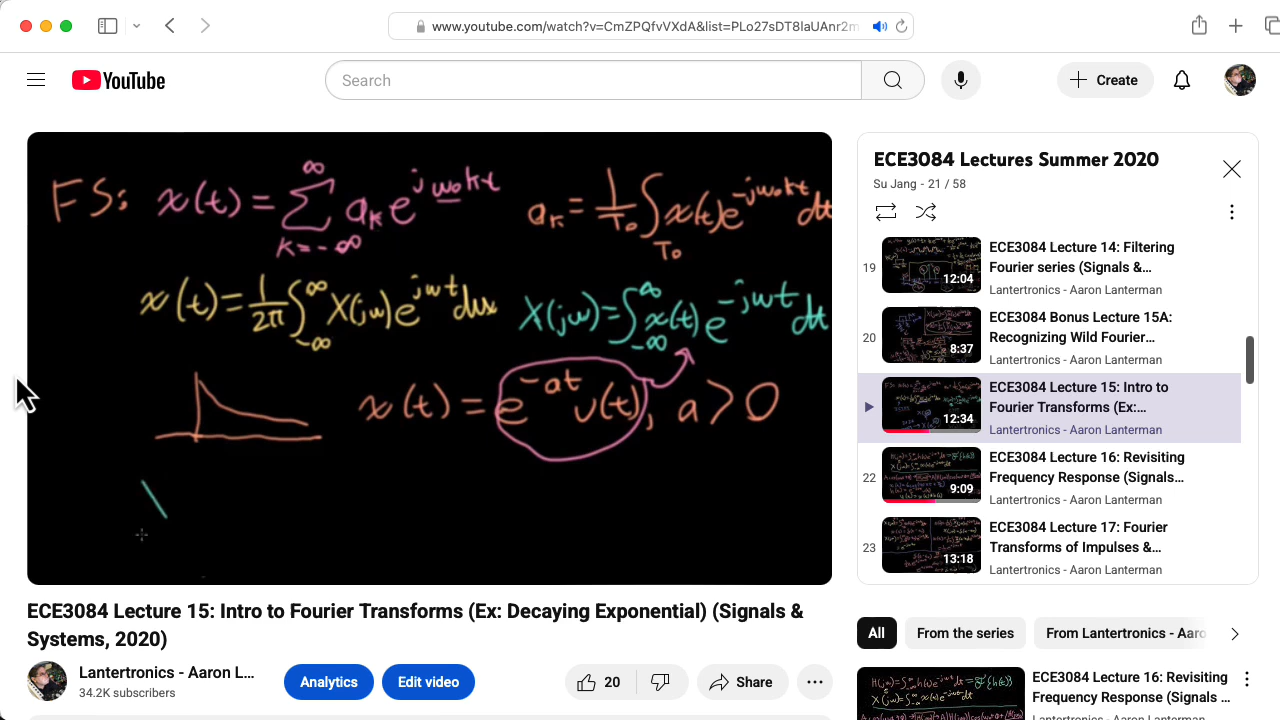 www.youtube.com/watch?v=CmZPQfvVXdA&list=PLo27sDT8IaUAnr2m
YouTube
Search
Create
FS: x(t) = ∑ k=-∞ ∞ aₖ e^{jω₀kt} aₖ = 1/T₀ ∫_{T₀} x(t)e^{-jω₀kt} dt
x(t) = 1/2π ∫_{-∞}^{∞} X(jω)e^{jωt} dω X(jω) = ∫_{-∞}^{∞} x(t)e^{-jωt} dt
x(t) = e^{-at} u(t), a > 0
ECE3084 Lecture 15: Intro to Fourier Transforms (Ex: Decaying Exponential) (Signals &
Systems, 2020)
Lantertronics - Aaron L...
34.2K subscribers
Analytics
Edit video
20
Share
ECE3084 Lectures Summer 2020
Su Jang - 21 / 58
19
12:04
ECE3084 Lecture 14: Filtering
Fourier series (Signals &...
Lantertronics - Aaron Lanterman
20
8:37
ECE3084 Bonus Lecture 15A:
Recognizing Wild Fourier...
Lantertronics - Aaron Lanterman
12:34
ECE3084 Lecture 15: Intro to
Fourier Transforms (Ex:...
Lantertronics - Aaron Lanterman
22
9:09
ECE3084 Lecture 16: Revisiting
Frequency Response (Signals...
Lantertronics - Aaron Lanterman
23
13:18
ECE3084 Lecture 17: Fourier
Transforms of Impulses &...
Lantertronics - Aaron Lanterman
All
From the series
From Lantertronics - Aaro
ECE3084 Lecture 16: Revisiting
Frequency Response (Signals ...
Lantertronics - Aaron Lanterman